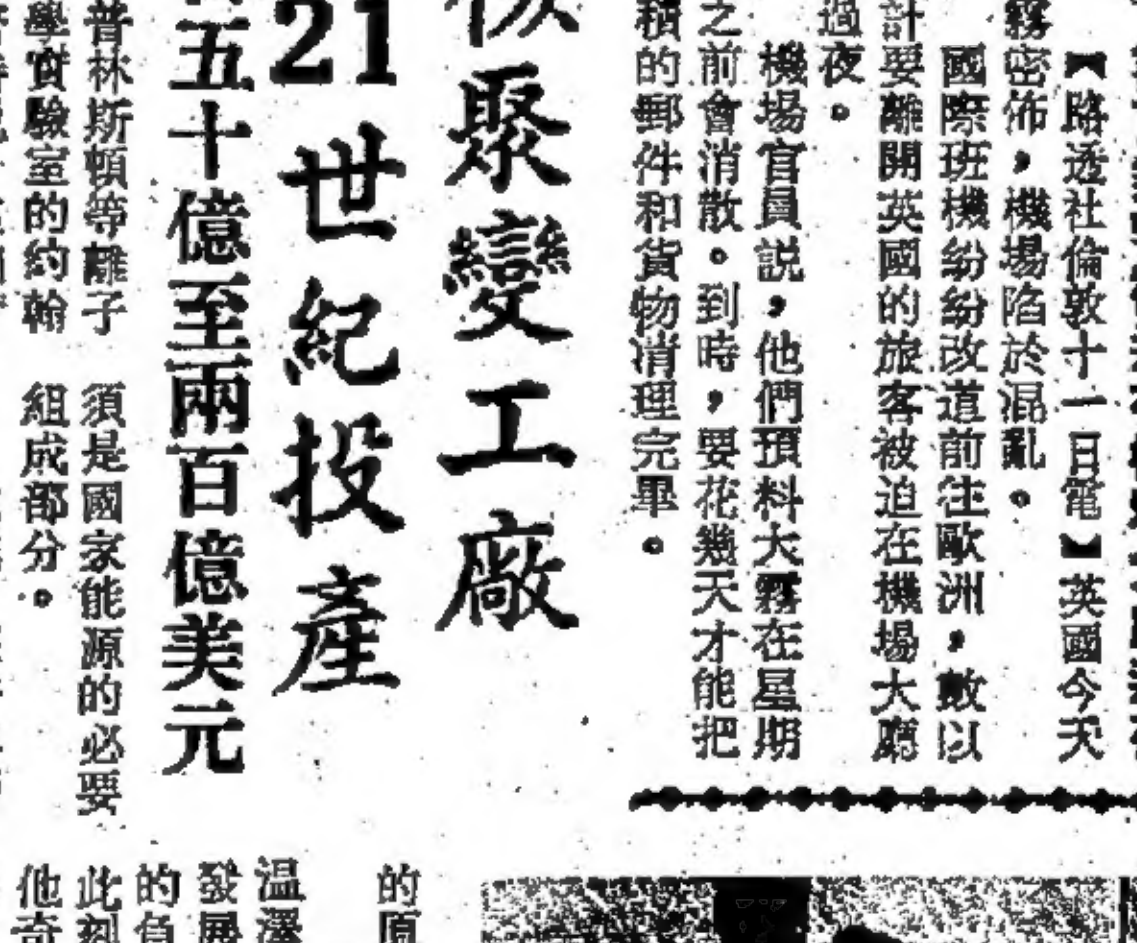 【路透社倫敦十一日電】英國今天
霧密佈，機場陷於混亂。
國際班機紛紛改道前往歐洲，數以
計要離開英國的旅客被迫在機場大廳
過夜。
機場官員説，他們預料大霧在星期
之前會消散。到時，要花幾天才能把
積的郵件和貨物清理完畢。
核聚變工廠
21世紀投產
五十億至兩百億美元
普林斯頓等離子
學實驗室的約翰
須是國家能源的必要
組成部分。
的
溫澤
發展
的負
此刻
他奇